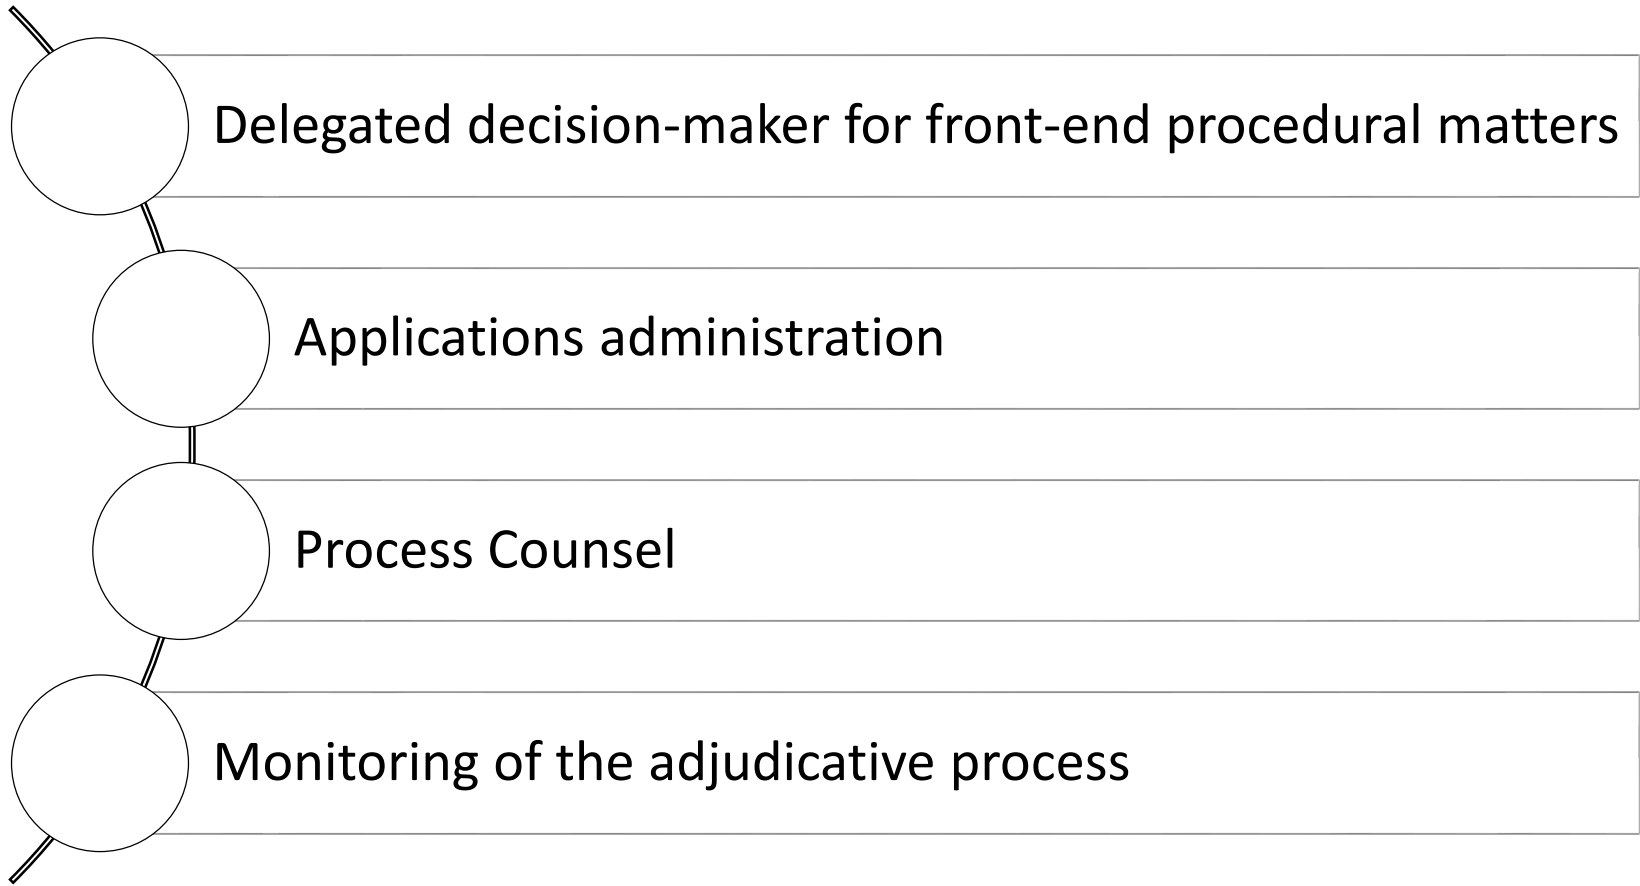 Delegated decision-maker for front-end procedural matters
Applications administration
Process Counsel
Monitoring of the adjudicative process